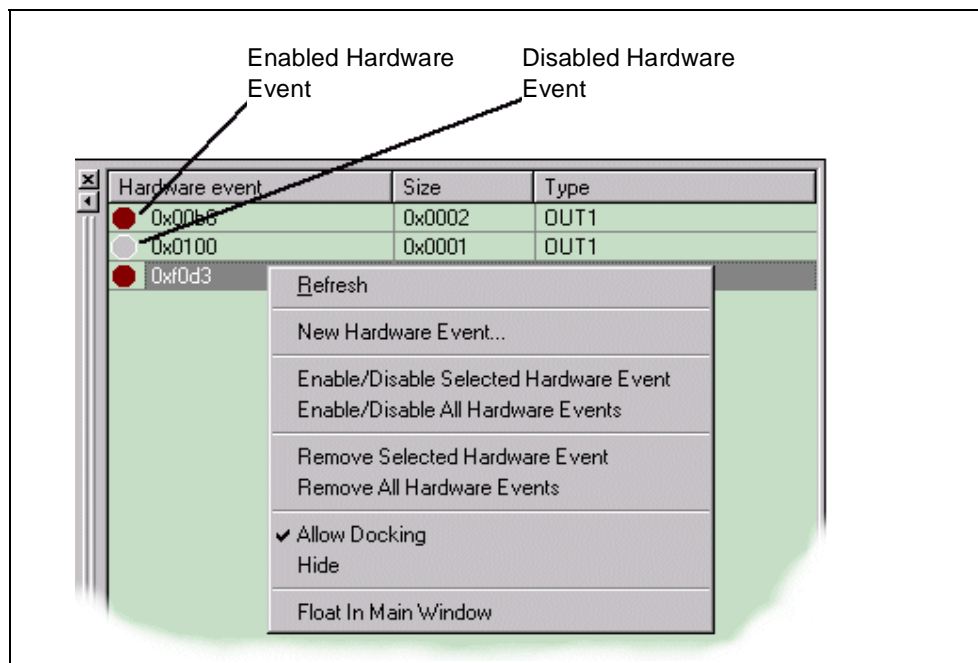 Enabled Hardware Event
Disabled Hardware Event
Hardware event Size Type
0x00b8 0x0002 OUT1
0x0100 0x0001 OUT1
0xf0d3
Refresh
New Hardware Event...
Enable/Disable Selected Hardware Event
Enable/Disable All Hardware Events
Remove Selected Hardware Event
Remove All Hardware Events
Allow Docking
Hide
Float In Main Window